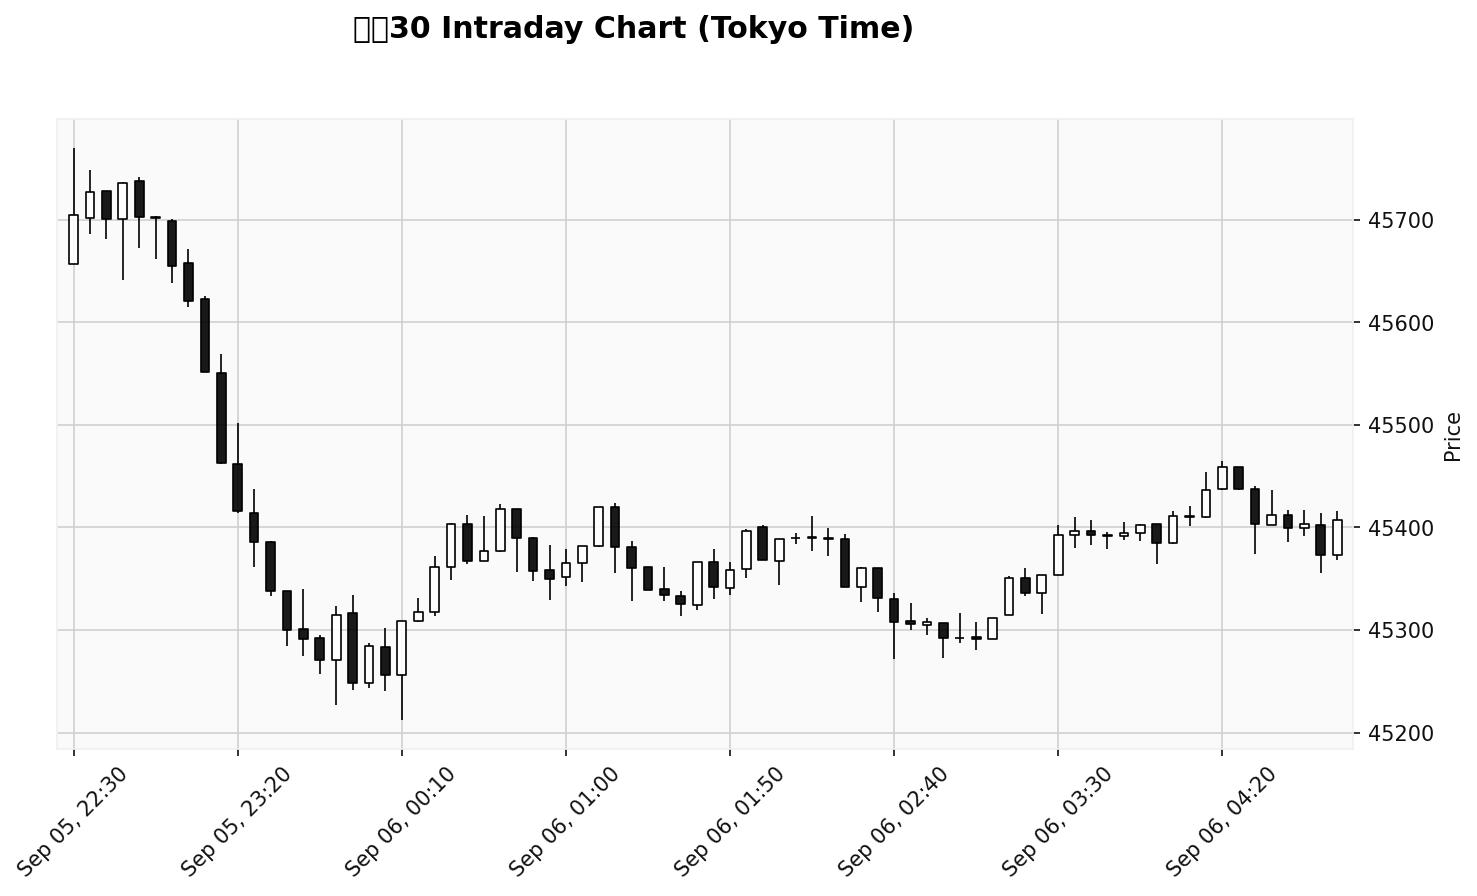 30 Intraday Chart (Tokyo Time)
45700
45600
45500
45400
45300
45200
Price
Sep 05, 22:30
Sep 05, 23:20
Sep 06, 00:10
Sep 06, 01:00
Sep 06, 01:50
Sep 06, 02:40
Sep 06, 03:30
Sep 06, 04:20